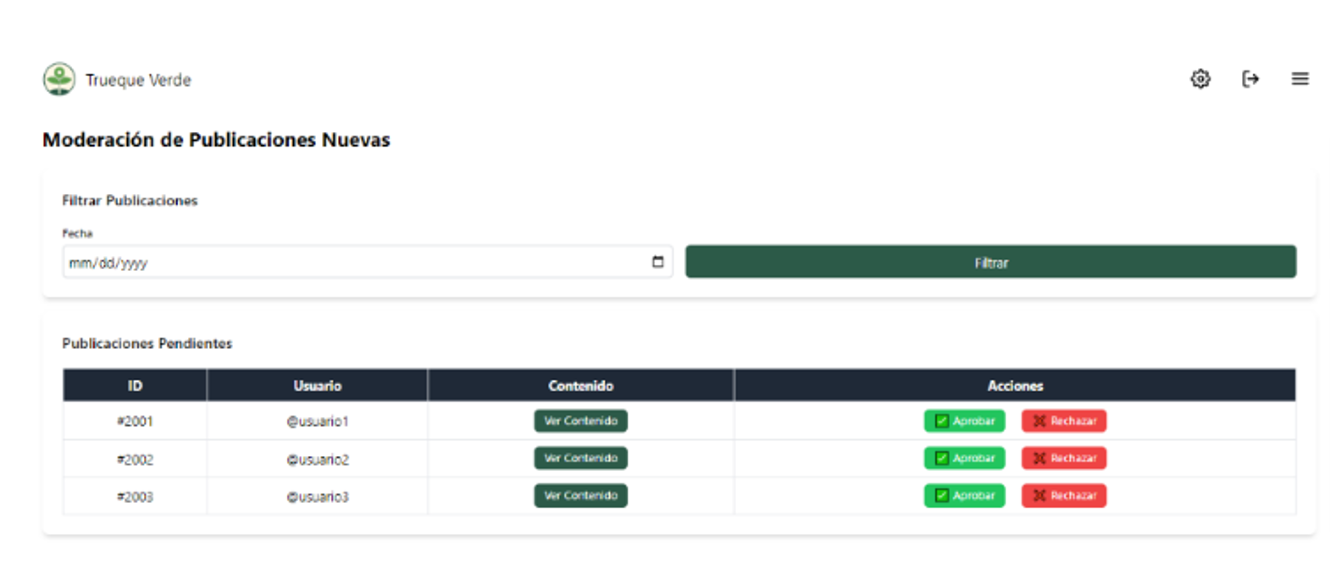 Trueque Verde
Moderación de Publicaciones Nuevas
Filtrar Publicaciones
Fecha
mm/dd/yyyy
Filtrar
Publicaciones Pendientes
ID Usuario Contenido Acciones
#2001 @usuario1 Ver Contenido Aprobar Rechazar
#2002 @usuario2 Ver Contenido Aprobar Rechazar
#2003 @usuario3 Ver Contenido Aprobar Rechazar